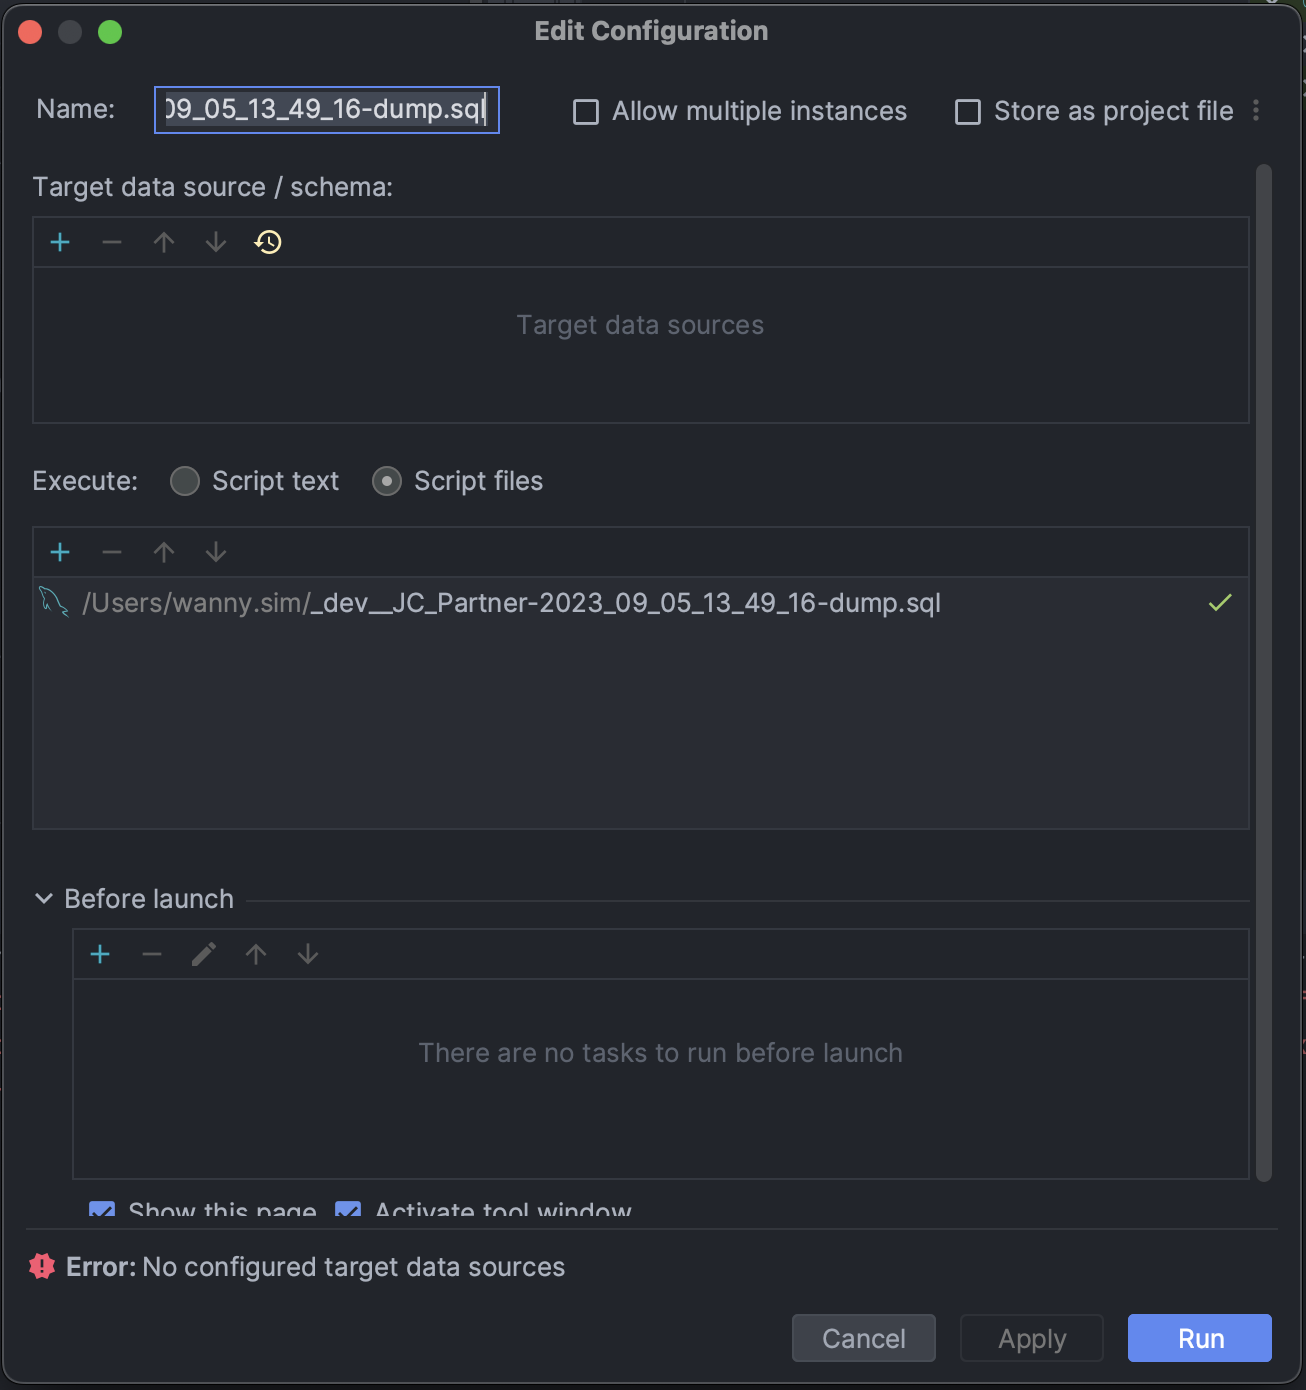 Edit Configuration
Name: 09_05_13_49_16-dump.sql Allow multiple instances Store as project file
Target data source / schema:
Target data sources
Execute: Script text Script files
/Users/wanny.sim/_dev__JC_Partner-2023_09_05_13_49_16-dump.sql
Before launch
There are no tasks to run before launch
Show this page Activate tool window
Error: No configured target data sources
Cancel Apply Run